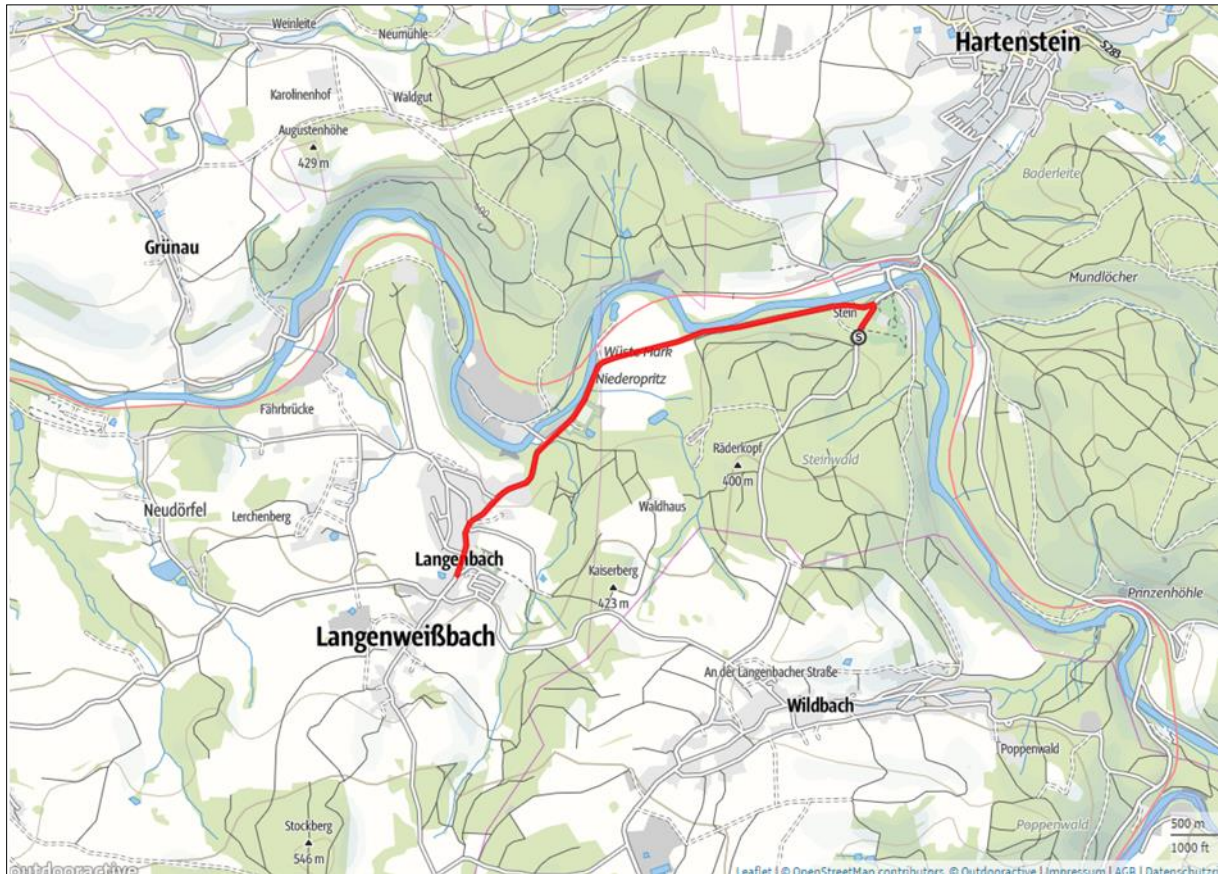 Weinleite
Neumühle
Hartenstein
S283
Karolinenhof
Waldgut
Augustenhöhe
429 m
Baderleite
400
Grünau
Mundlöcher
Stein
S
Wüste Mark
Niederopritz
Fährbrücke
Räderkopf
400 m
Steinwald
Neudörfel
Lerchenberg
Waldhaus
Langenbach
Kaiserberg
423 m
Prinzenhöhle
Langenweißbach
An der Langenbacher Straße
Wildbach
Poppenwald
Stockberg
546 m
Poppenwald
500 m
1000 ft
outdooractive
Leaflet | © OpenStreetMap contributors, © Outdooractive | Impressum | AGB |